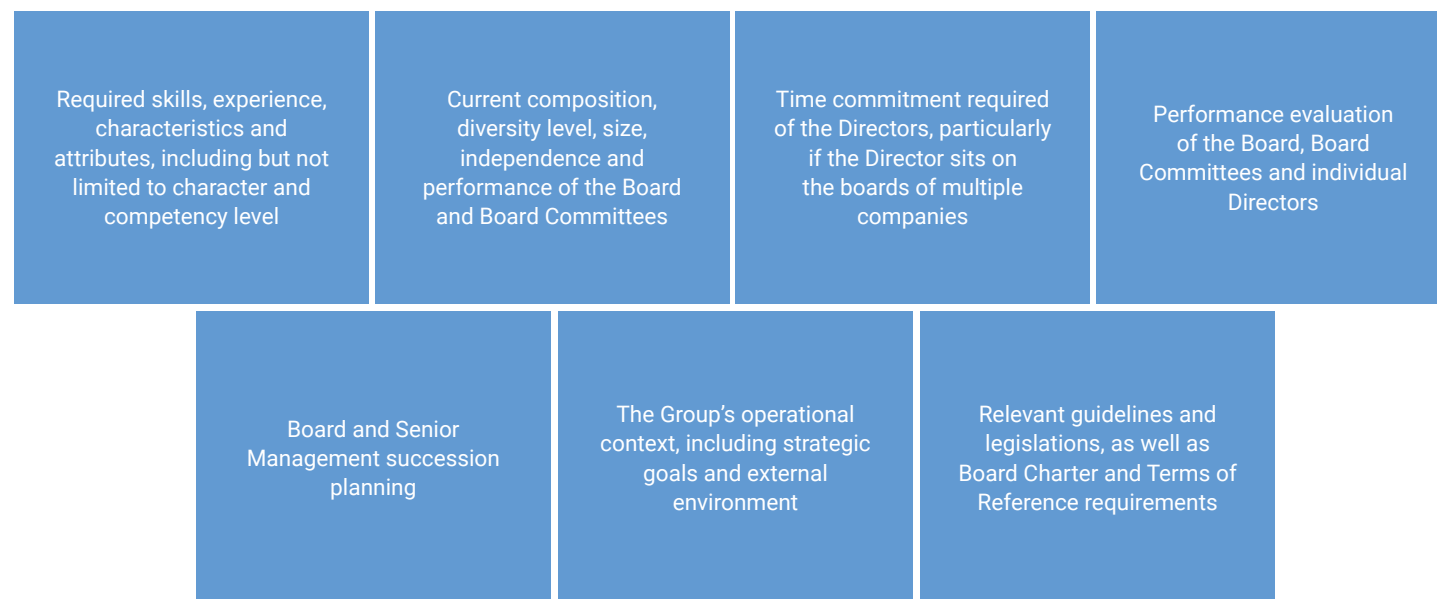 Required skills, experience,
characteristics and
attributes, including but not
limited to character and
competency level
Current composition,
diversity level, size,
independence and
performance of the Board
and Board Committees
Time commitment required
of the Directors, particularly
if the Director sits on
the boards of multiple
companies
Performance evaluation
of the Board, Board
Committees and individual
Directors
Board and Senior
Management succession
planning
The Group’s operational
context, including strategic
goals and external
environment
Relevant guidelines and
legislations, as well as
Board Charter and Terms of
Reference requirements